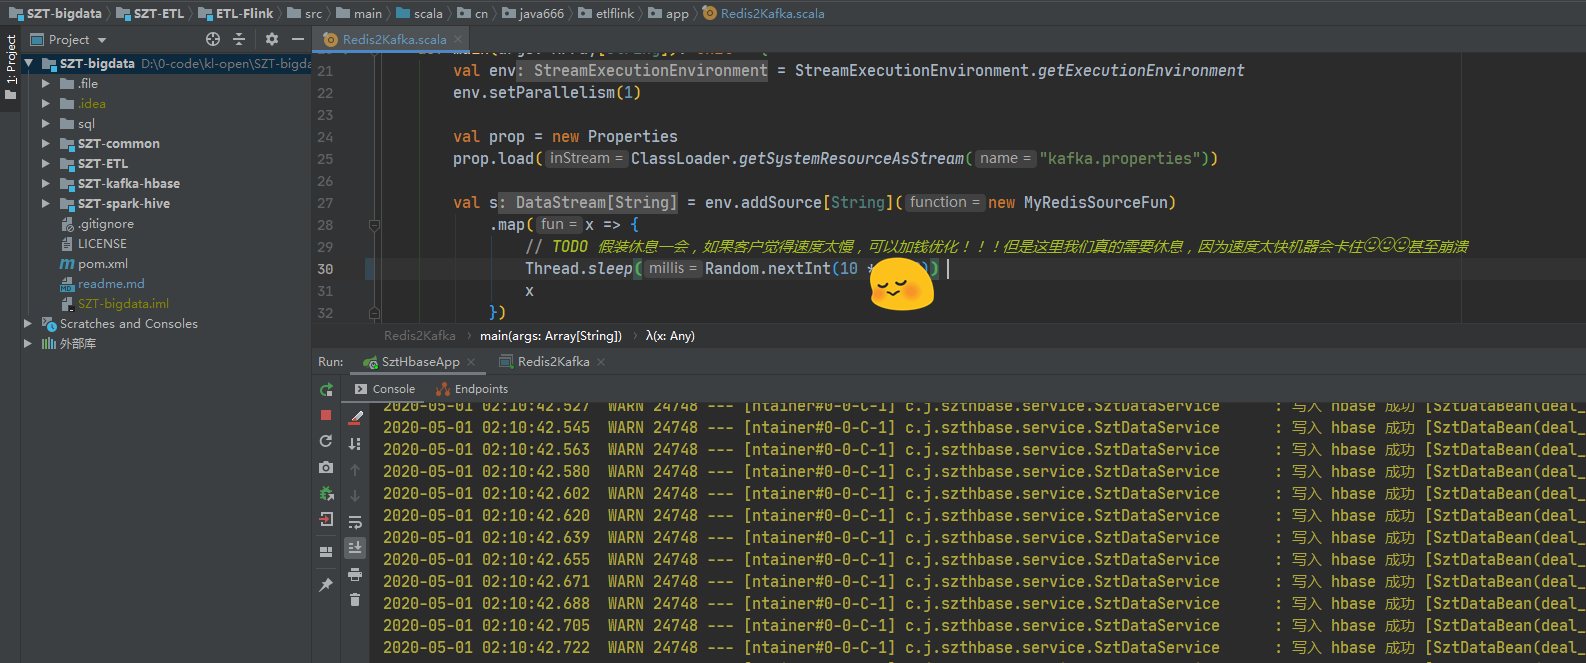 SZT-bigdata SZT-ETL ETL-Flink src main scala cn java666 etlflink app Redis2Kafka.scala
1: Project
Project
Redis2Kafka.scala
SZT-bigdata D:\0-code\kl-open\SZT-bigda
.file
.idea
sql
SZT-common
SZT-ETL
SZT-kafka-hbase
SZT-spark-hive
.gitignore
LICENSE
pom.xml
readme.md
SZT-bigdata.iml
Scratches and Consoles
外部库
21 val env: StreamExecutionEnvironment = StreamExecutionEnvironment.getExecutionEnvironment
22 env.setParallelism(1)
23
24 val prop = new Properties
25 prop.load( inStream = ClassLoader.getSystemResourceAsStream( name = "kafka.properties"))
26
27 val s: DataStream[String] = env.addSource[String]( function = new MyRedisSourceFun)
28 .map( fun = x => {
29 // TODO 假装休息一会，如果客户觉得速度太慢，可以加钱优化！！！但是这里我们真的需要休息，因为速度太快机器会卡住☺☺☺甚至崩溃
30 Thread.sleep( millis = Random.nextInt(10 * ))
31 x
32 })
Redis2Kafka main(args: Array[String]) λ(x: Any)
Run: SztHbaseApp Redis2Kafka
Console Endpoints
2020-05-01 02:10:42.527 WARN 24748 --- [ntainer#0-0-C-1] c.j.szthbase.service.SztDataService : 写入 hbase 成功 [SztDataBean(deal_
2020-05-01 02:10:42.545 WARN 24748 --- [ntainer#0-0-C-1] c.j.szthbase.service.SztDataService : 写入 hbase 成功 [SztDataBean(deal_
2020-05-01 02:10:42.563 WARN 24748 --- [ntainer#0-0-C-1] c.j.szthbase.service.SztDataService : 写入 hbase 成功 [SztDataBean(deal_
2020-05-01 02:10:42.580 WARN 24748 --- [ntainer#0-0-C-1] c.j.szthbase.service.SztDataService : 写入 hbase 成功 [SztDataBean(deal_
2020-05-01 02:10:42.602 WARN 24748 --- [ntainer#0-0-C-1] c.j.szthbase.service.SztDataService : 写入 hbase 成功 [SztDataBean(deal_
2020-05-01 02:10:42.620 WARN 24748 --- [ntainer#0-0-C-1] c.j.szthbase.service.SztDataService : 写入 hbase 成功 [SztDataBean(deal_
2020-05-01 02:10:42.639 WARN 24748 --- [ntainer#0-0-C-1] c.j.szthbase.service.SztDataService : 写入 hbase 成功 [SztDataBean(deal_
2020-05-01 02:10:42.655 WARN 24748 --- [ntainer#0-0-C-1] c.j.szthbase.service.SztDataService : 写入 hbase 成功 [SztDataBean(deal_
2020-05-01 02:10:42.671 WARN 24748 --- [ntainer#0-0-C-1] c.j.szthbase.service.SztDataService : 写入 hbase 成功 [SztDataBean(deal_
2020-05-01 02:10:42.688 WARN 24748 --- [ntainer#0-0-C-1] c.j.szthbase.service.SztDataService : 写入 hbase 成功 [SztDataBean(deal_
2020-05-01 02:10:42.705 WARN 24748 --- [ntainer#0-0-C-1] c.j.szthbase.service.SztDataService : 写入 hbase 成功 [SztDataBean(deal_
2020-05-01 02:10:42.722 WARN 24748 --- [ntainer#0-0-C-1] c.j.szthbase.service.SztDataService : 写入 hbase 成功 [SztDataBean(deal_